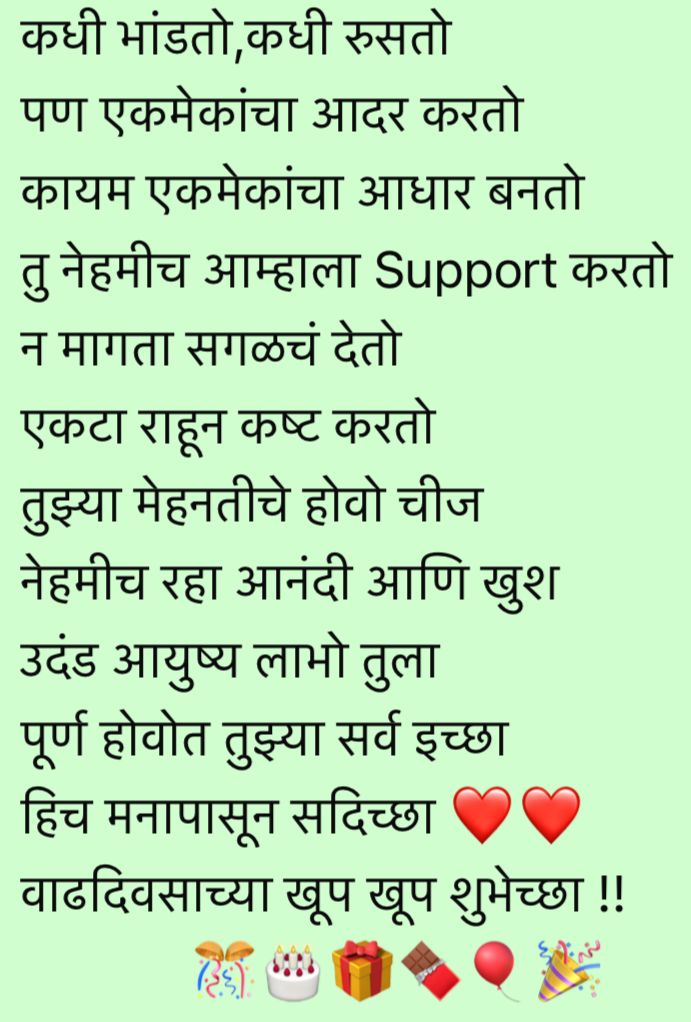 कधी भांडतो,कधी रुसतो
पण एकमेकांचा आदर करतो
कायम एकमेकांचा आधार बनतो
तु नेहमीच आम्हाला Support करतो
न मागता सगळचं देतो
एकटा राहून कष्ट करतो
तुझ्या मेहनतीचे होवो चीज
नेहमीच रहा आनंदी आणि खुश
उदंड आयुष्य लाभो तुला
पूर्ण होवोत तुझ्या सर्व इच्छा
हिच मनापासून सदिच्छा ❤️❤️
वाढदिवसाच्या खूप खूप शुभेच्छा !!
🎊🎂🎁🍫🎈🎉